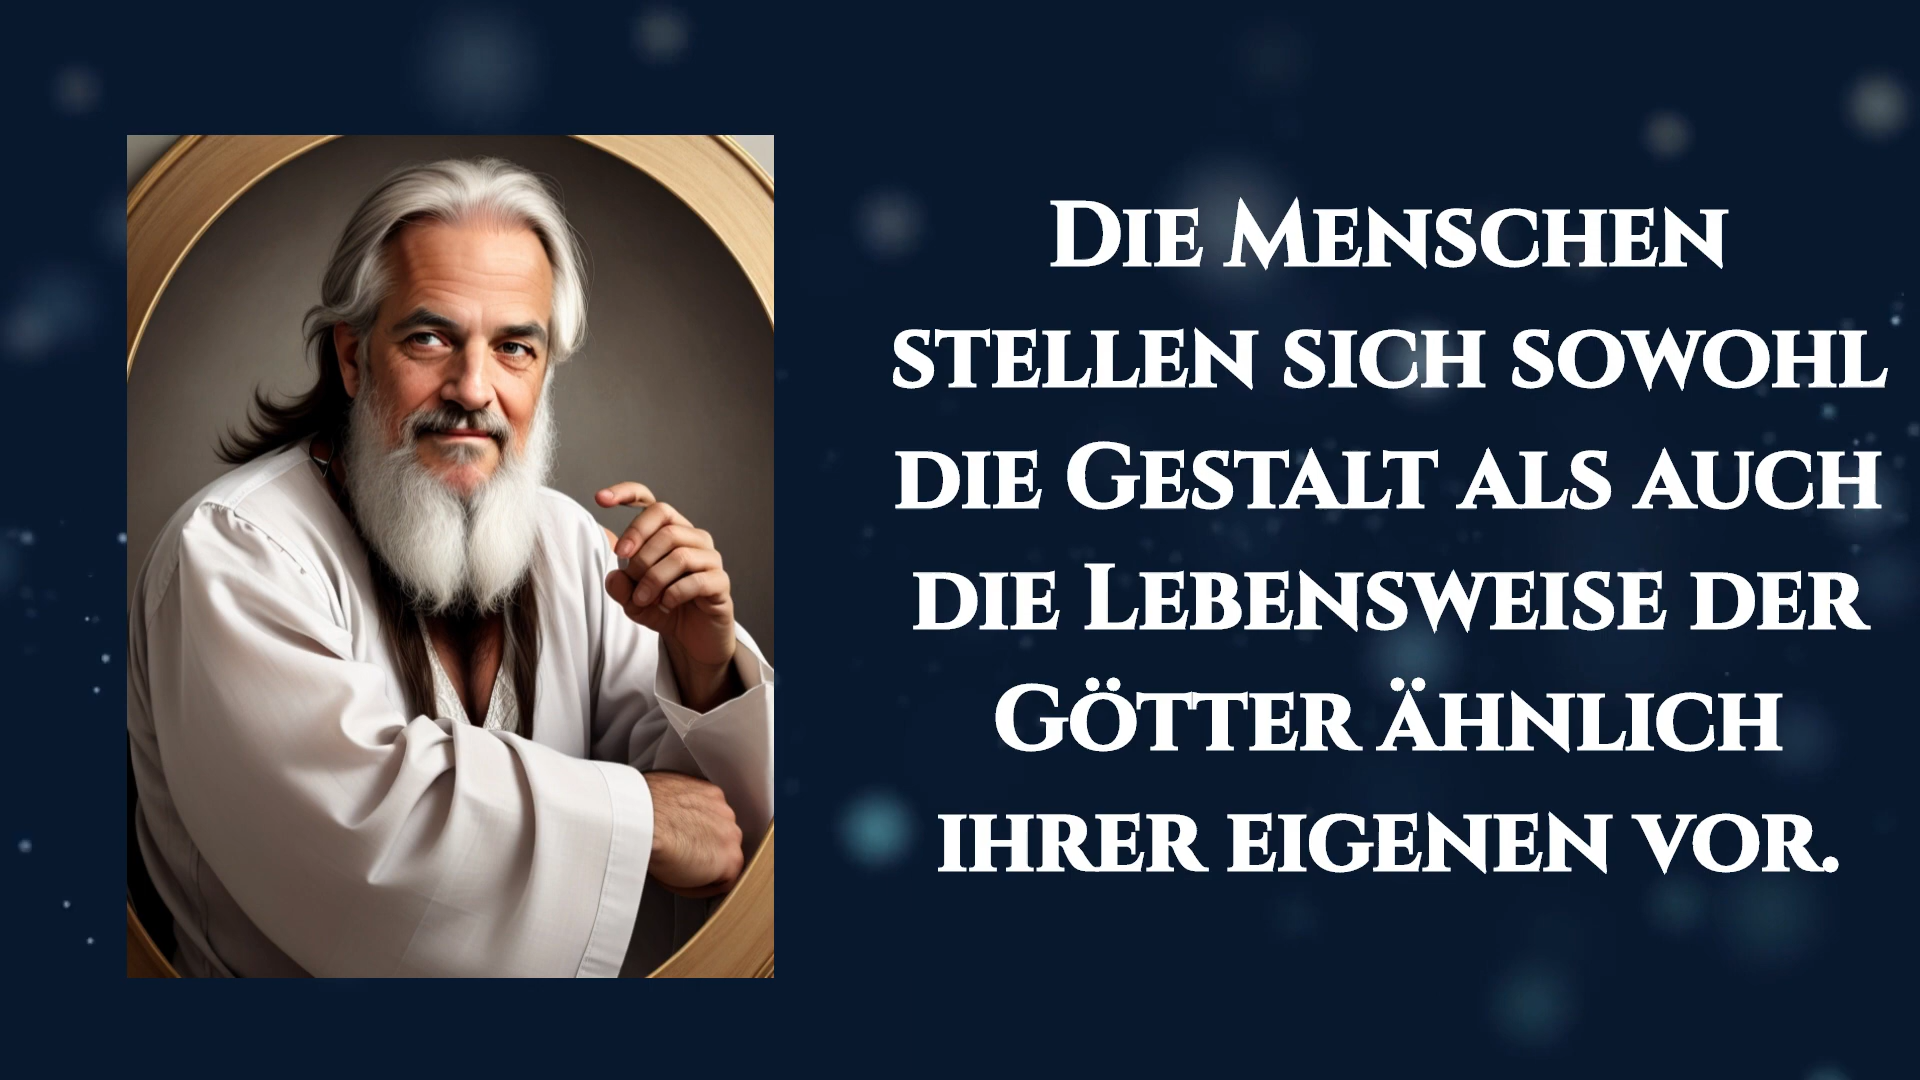 Die Menschen
stellen sich sowohl
die Gestalt als auch
die Lebensweise der
Götter ähnlich
ihrer eigenen vor.